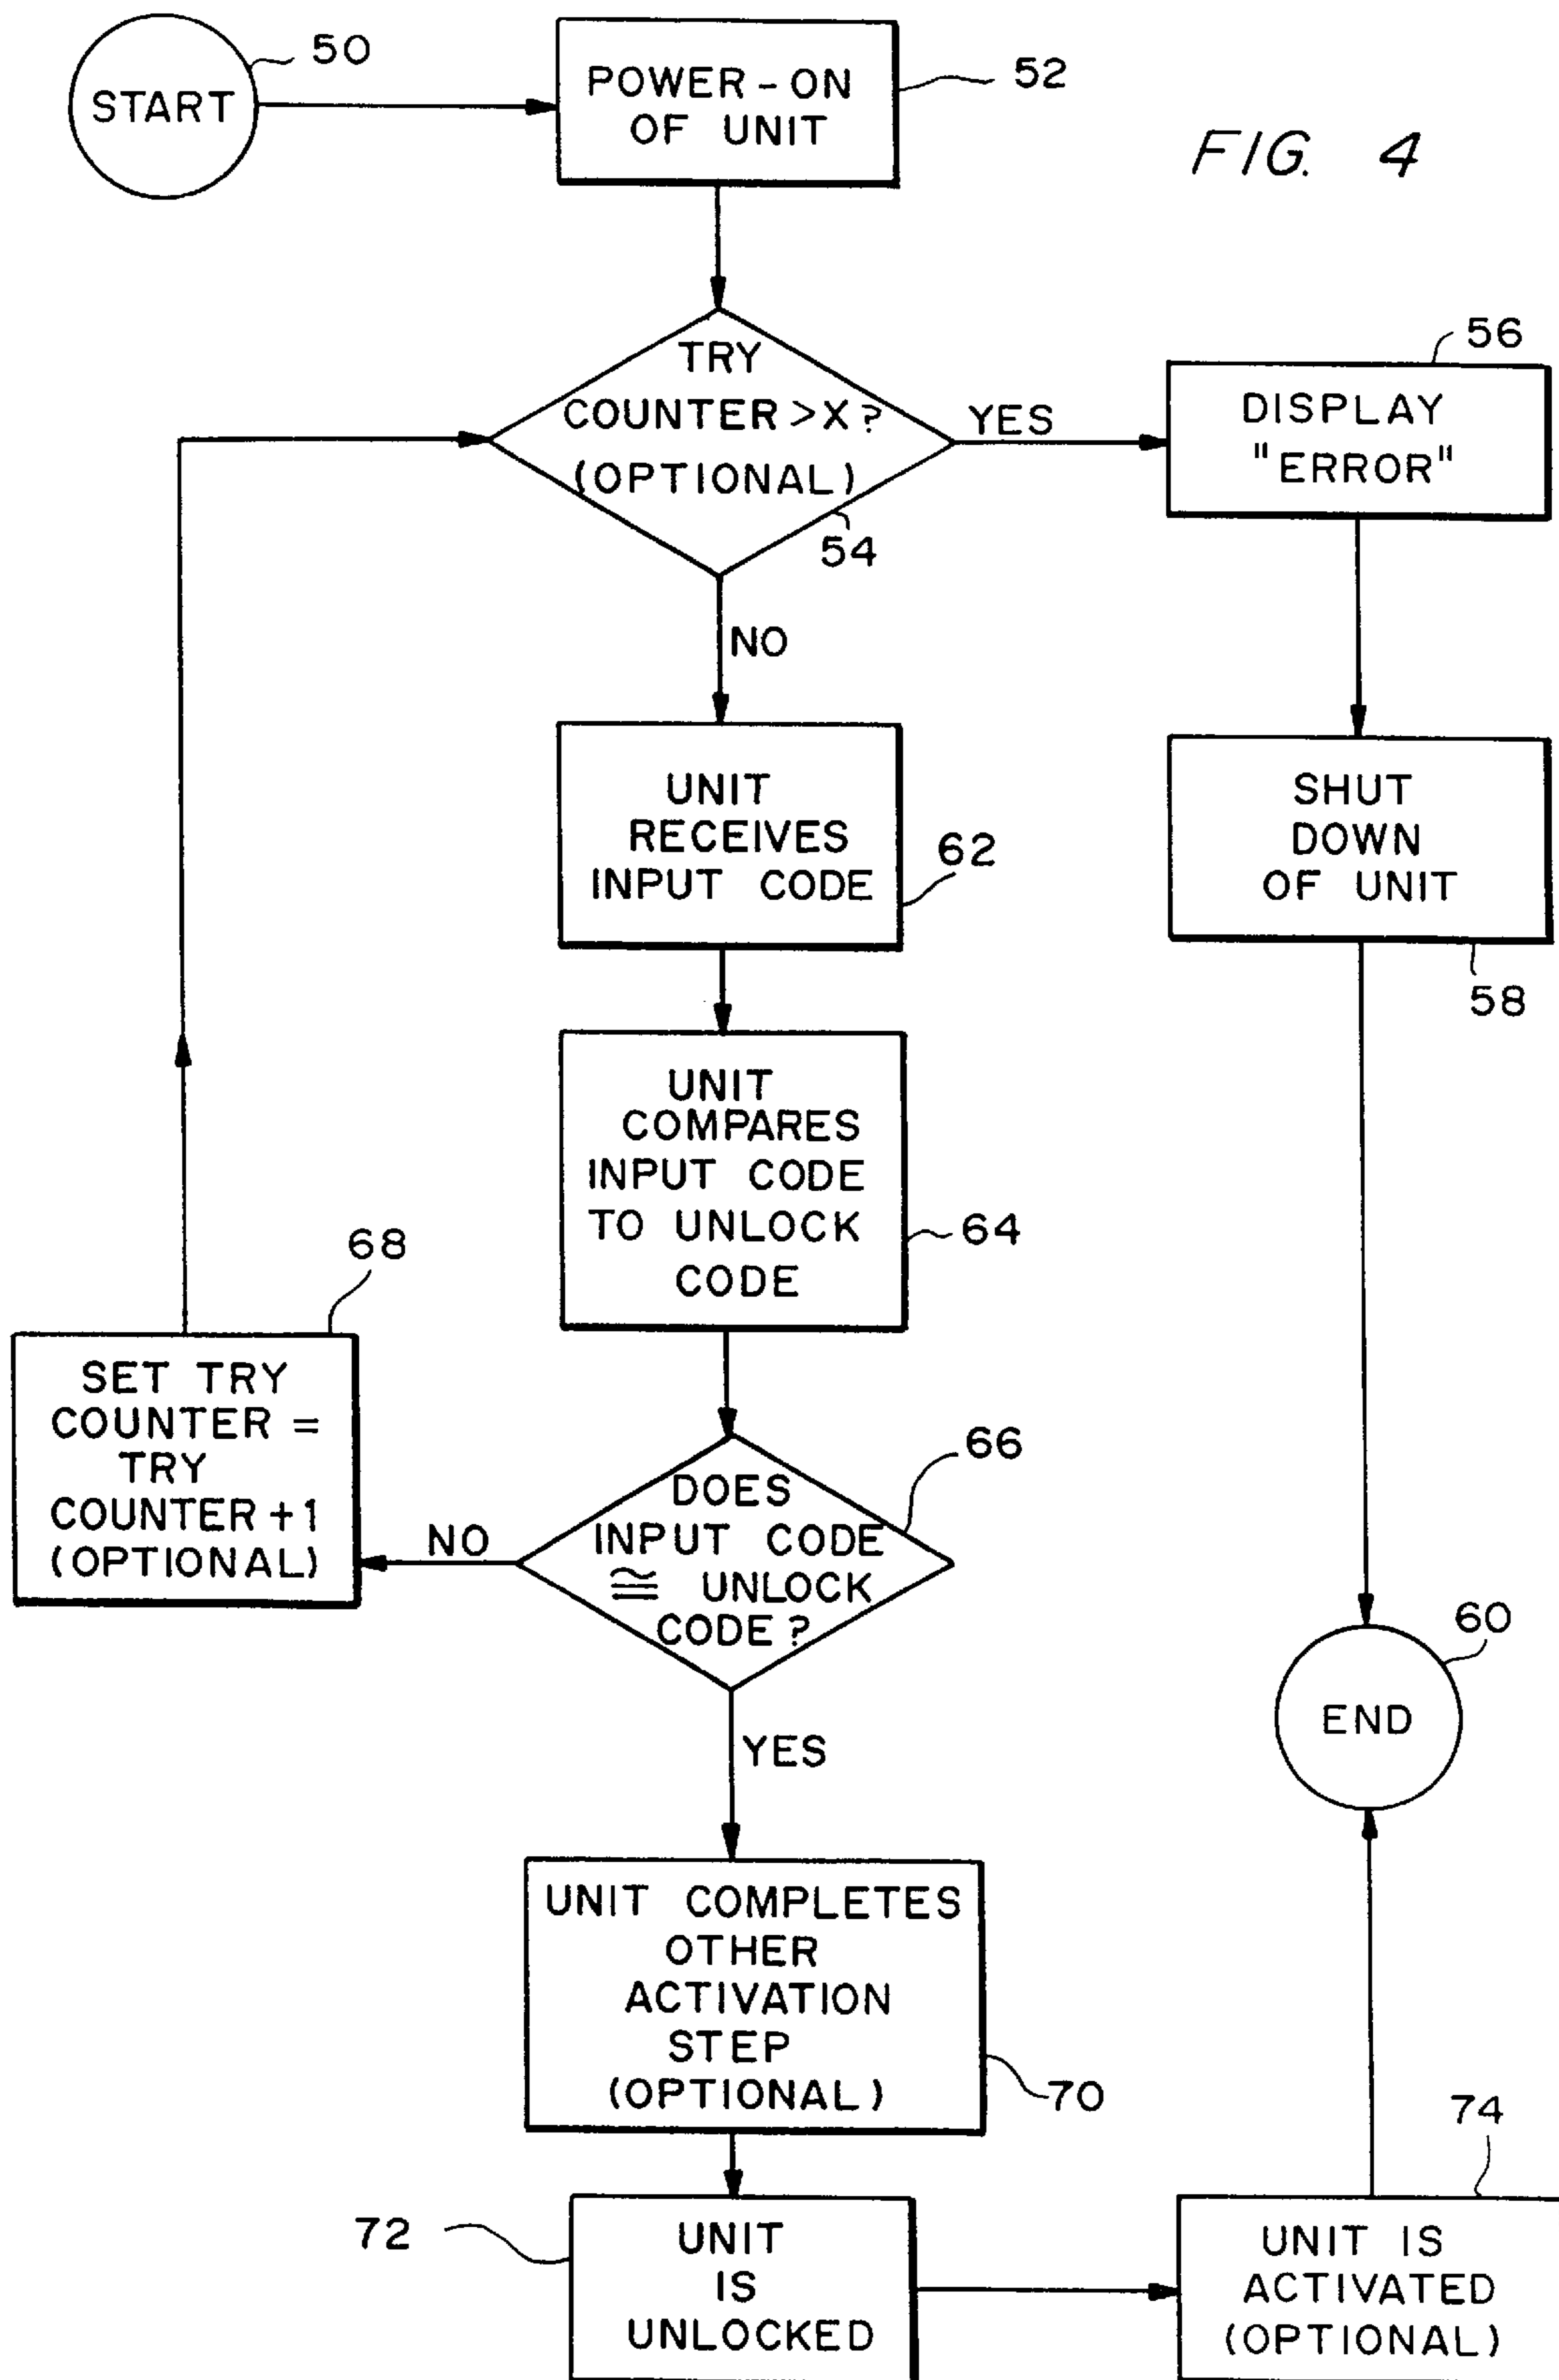 START
50
POWER-ON
OF UNIT
52
FIG. 4
TRY
COUNTER >X?
(OPTIONAL)
54
YES
DISPLAY
"ERROR"
56
NO
SHUT
DOWN
OF UNIT
58
UNIT
RECEIVES
INPUT CODE
62
UNIT
COMPARES
INPUT CODE
TO UNLOCK
CODE
64
68
SET TRY
COUNTER =
TRY
COUNTER +1
(OPTIONAL)
NO
DOES
INPUT CODE
≅ UNLOCK
CODE?
66
YES
60
END
UNIT COMPLETES
OTHER
ACTIVATION
STEP
(OPTIONAL)
70
72
UNIT
IS
UNLOCKED
74
UNIT IS
ACTIVATED
(OPTIONAL)